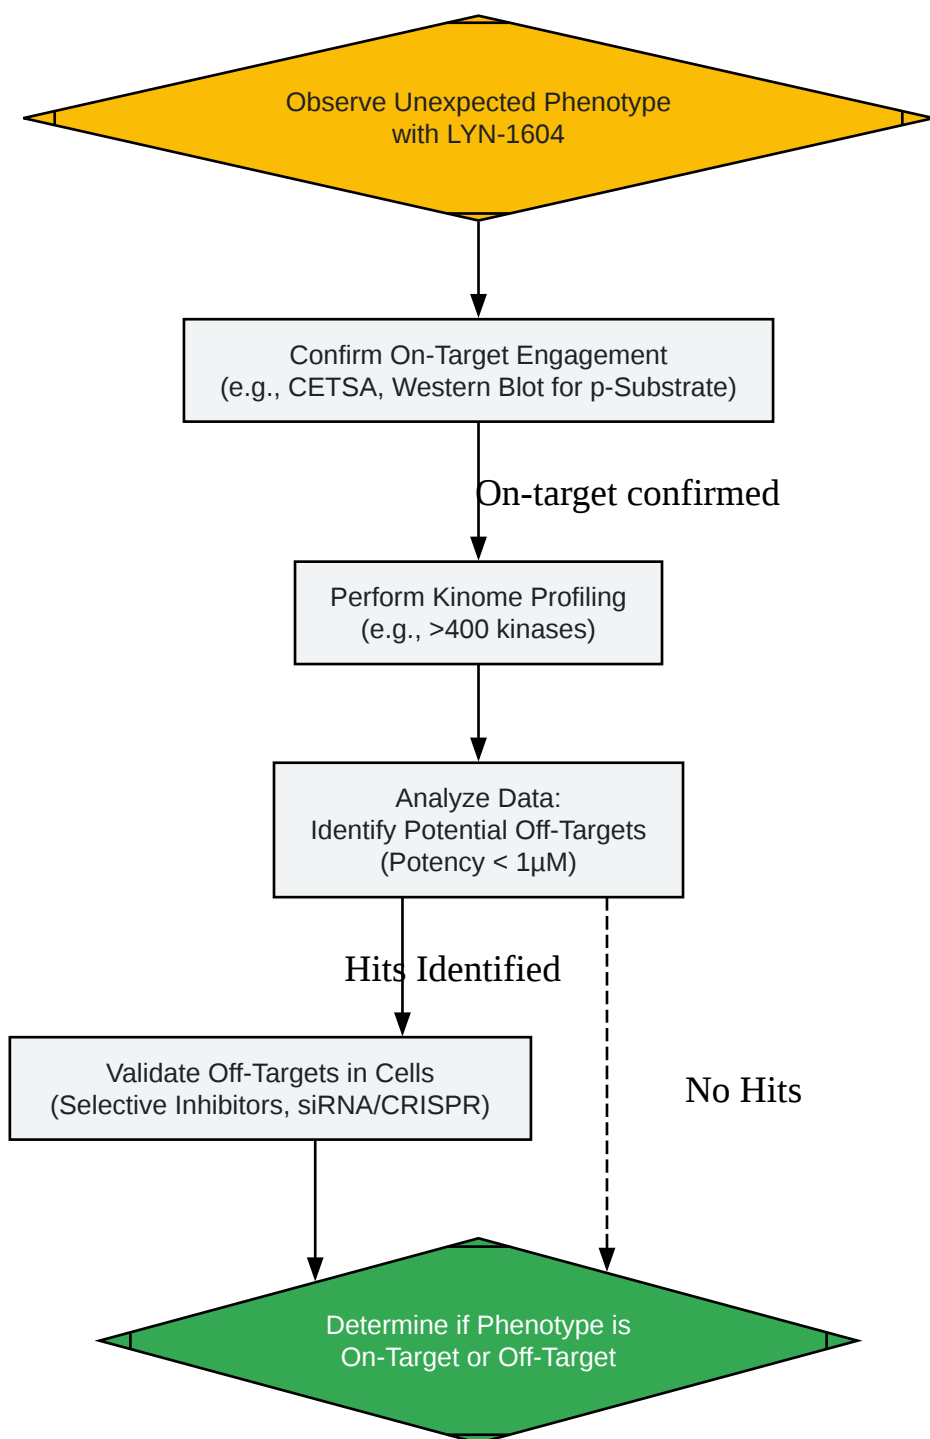 Observe Unexpected Phenotype
with LYN-1604
Confirm On-Target Engagement
(e.g., CETSA, Western Blot for p-Substrate)
On-target confirmed
Perform Kinome Profiling
(e.g., >400 kinases)
Analyze Data:
Identify Potential Off-Targets
(Potency < 1µM)
Hits Identified
Validate Off-Targets in Cells
(Selective Inhibitors, siRNA/CRISPR)
No Hits
Determine if Phenotype is
On-Target or Off-Target